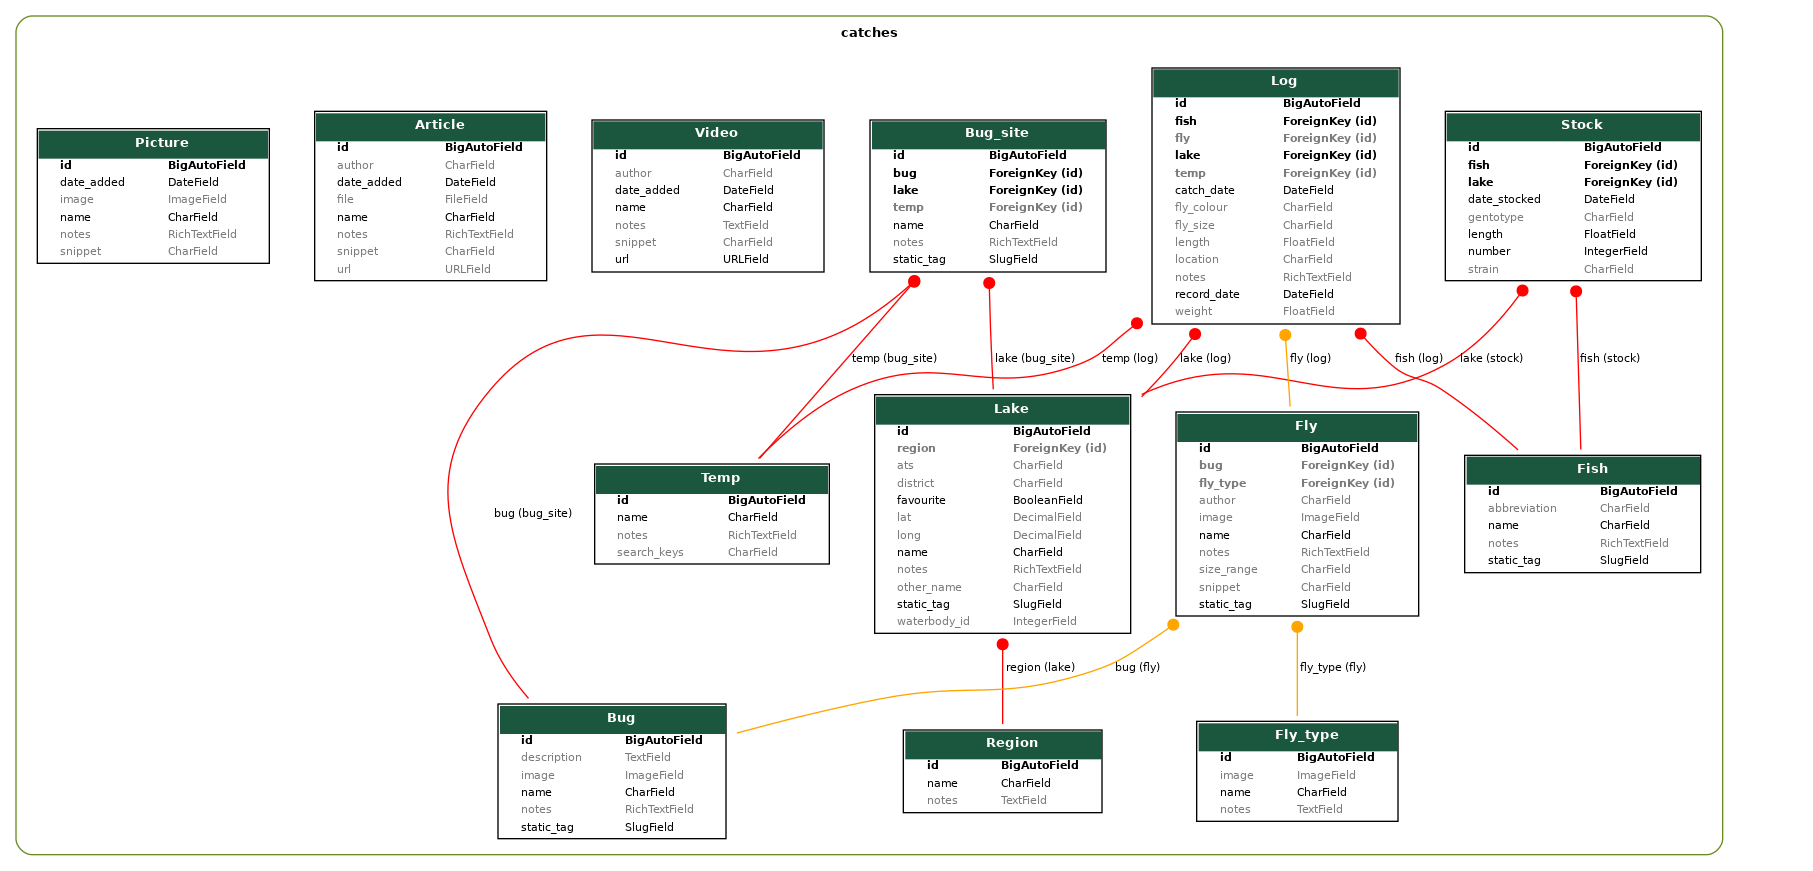 catches
Picture
id BigAutoField
date_added DateField
image ImageField
name CharField
notes RichTextField
snippet CharField
Article
id BigAutoField
author CharField
date_added DateField
file FileField
name CharField
notes RichTextField
snippet CharField
url URLField
Video
id BigAutoField
author CharField
date_added DateField
name CharField
notes TextField
snippet CharField
url URLField
Bug_site
id BigAutoField
bug ForeignKey (id)
lake ForeignKey (id)
temp ForeignKey (id)
name CharField
notes RichTextField
static_tag SlugField
Log
id BigAutoField
fish ForeignKey (id)
fly ForeignKey (id)
lake ForeignKey (id)
temp ForeignKey (id)
catch_date DateField
fly_colour CharField
fly_size CharField
length FloatField
location CharField
notes RichTextField
record_date DateField
weight FloatField
Stock
id BigAutoField
fish ForeignKey (id)
lake ForeignKey (id)
date_stocked DateField
gentotype CharField
length FloatField
number IntegerField
strain CharField
temp (bug_site)
lake (bug_site)
temp (log)
lake (log)
fly (log)
fish (log)
lake (stock)
fish (stock)
bug (bug_site)
Temp
id BigAutoField
name CharField
notes RichTextField
search_keys CharField
Lake
id BigAutoField
region ForeignKey (id)
ats CharField
district CharField
favourite BooleanField
lat DecimalField
long DecimalField
name CharField
notes RichTextField
other_name CharField
static_tag SlugField
waterbody_id IntegerField
Fly
id BigAutoField
bug ForeignKey (id)
fly_type ForeignKey (id)
author CharField
image ImageField
name CharField
notes RichTextField
size_range CharField
snippet CharField
static_tag SlugField
Fish
id BigAutoField
abbreviation CharField
name CharField
notes RichTextField
static_tag SlugField
region (lake)
bug (fly)
fly_type (fly)
Bug
id BigAutoField
description TextField
image ImageField
name CharField
notes RichTextField
static_tag SlugField
Region
id BigAutoField
name CharField
notes TextField
Fly_type
id BigAutoField
image ImageField
name CharField
notes TextField